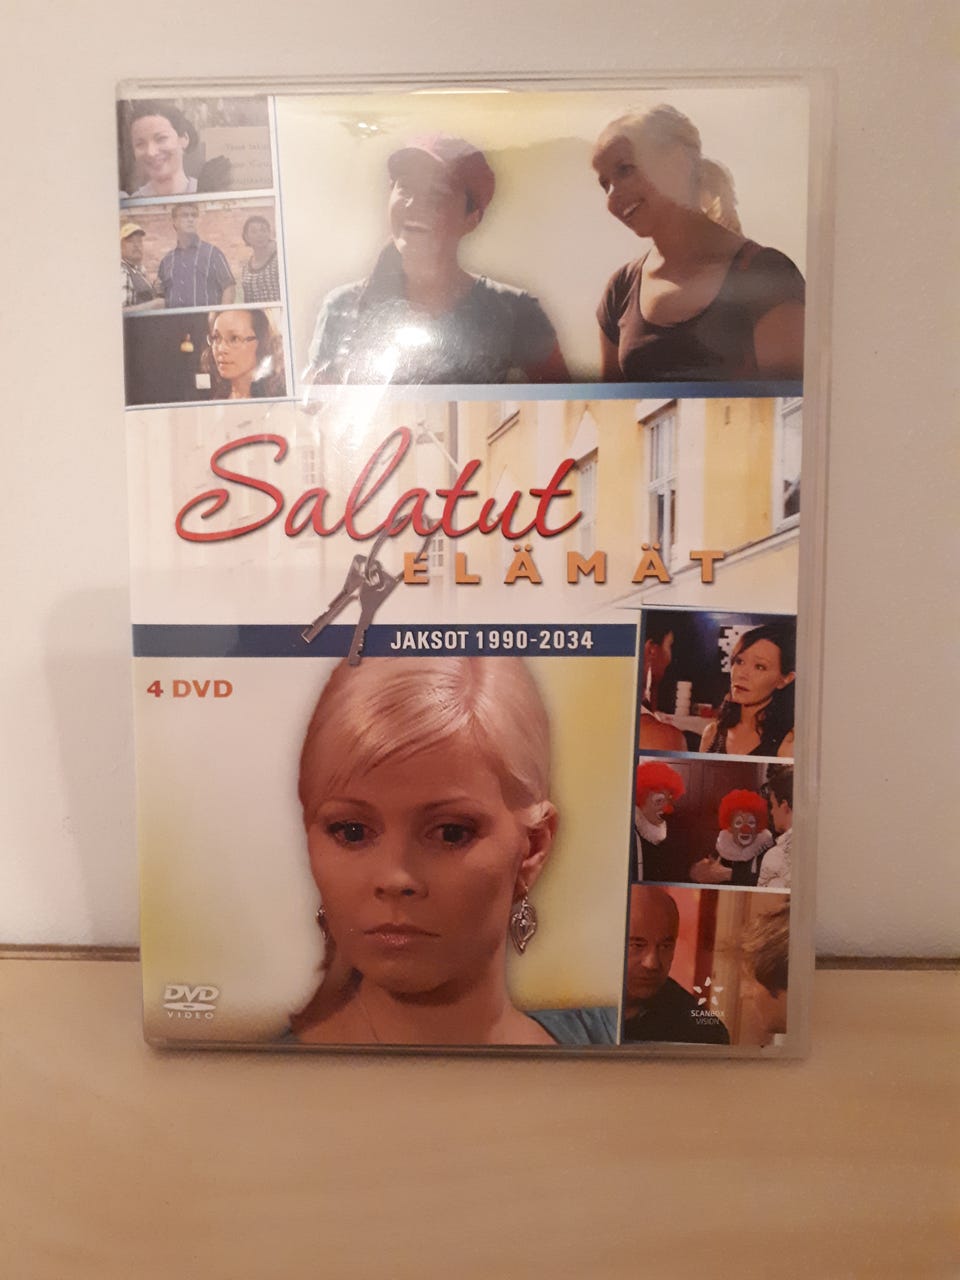 Salatut
ELÄMÄT
JAKSOT 1990-2034
4 DVD
DVD
VIDEO
SCANBOX
VISION